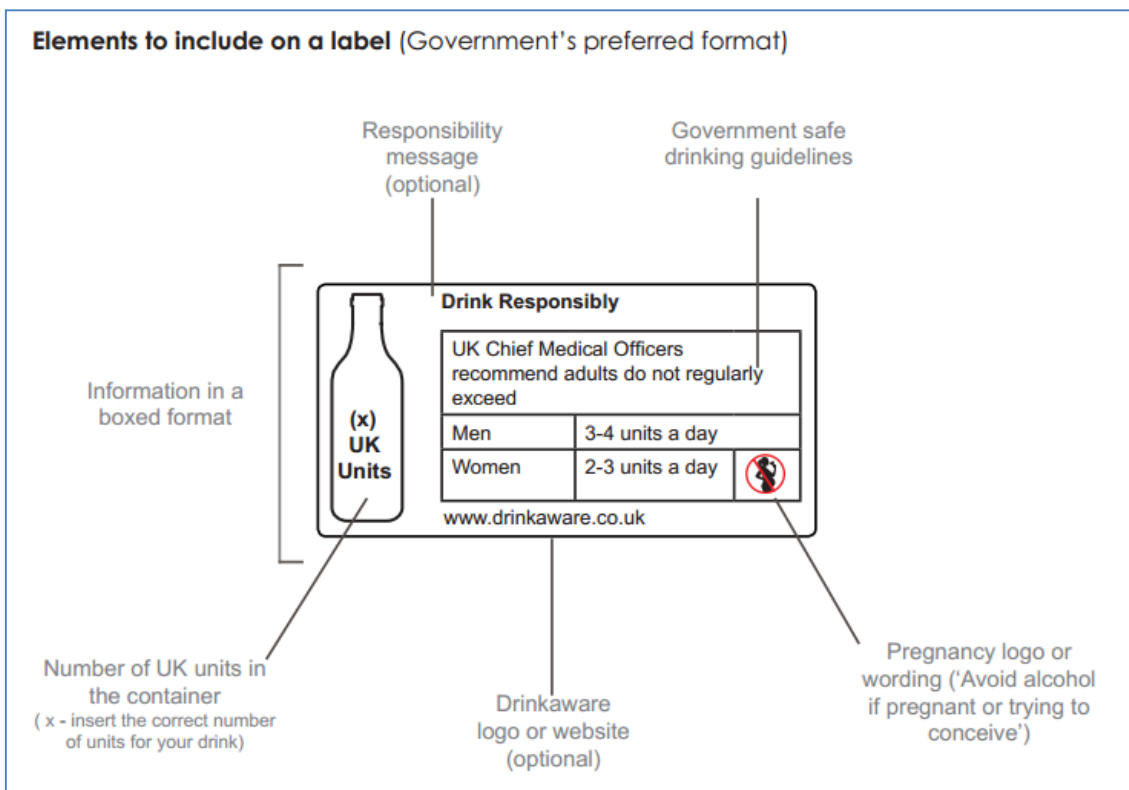 Elements to include on a label (Government's preferred format)
Responsibility
message
(optional)
Government safe
drinking guidelines
Information in a
boxed format
Drink Responsibly
UK Chief Medical Officers
recommend adults do not regularly
exceed
Men 3-4 units a day
Women 2-3 units a day
www.drinkaware.co.uk
(x)
UK
Units
Number of UK units in
the container
( x - insert the correct number
of units for your drink)
Drinkaware
logo or website
(optional)
Pregnancy logo or
wording (‘Avoid alcohol
if pregnant or trying to
conceive’)